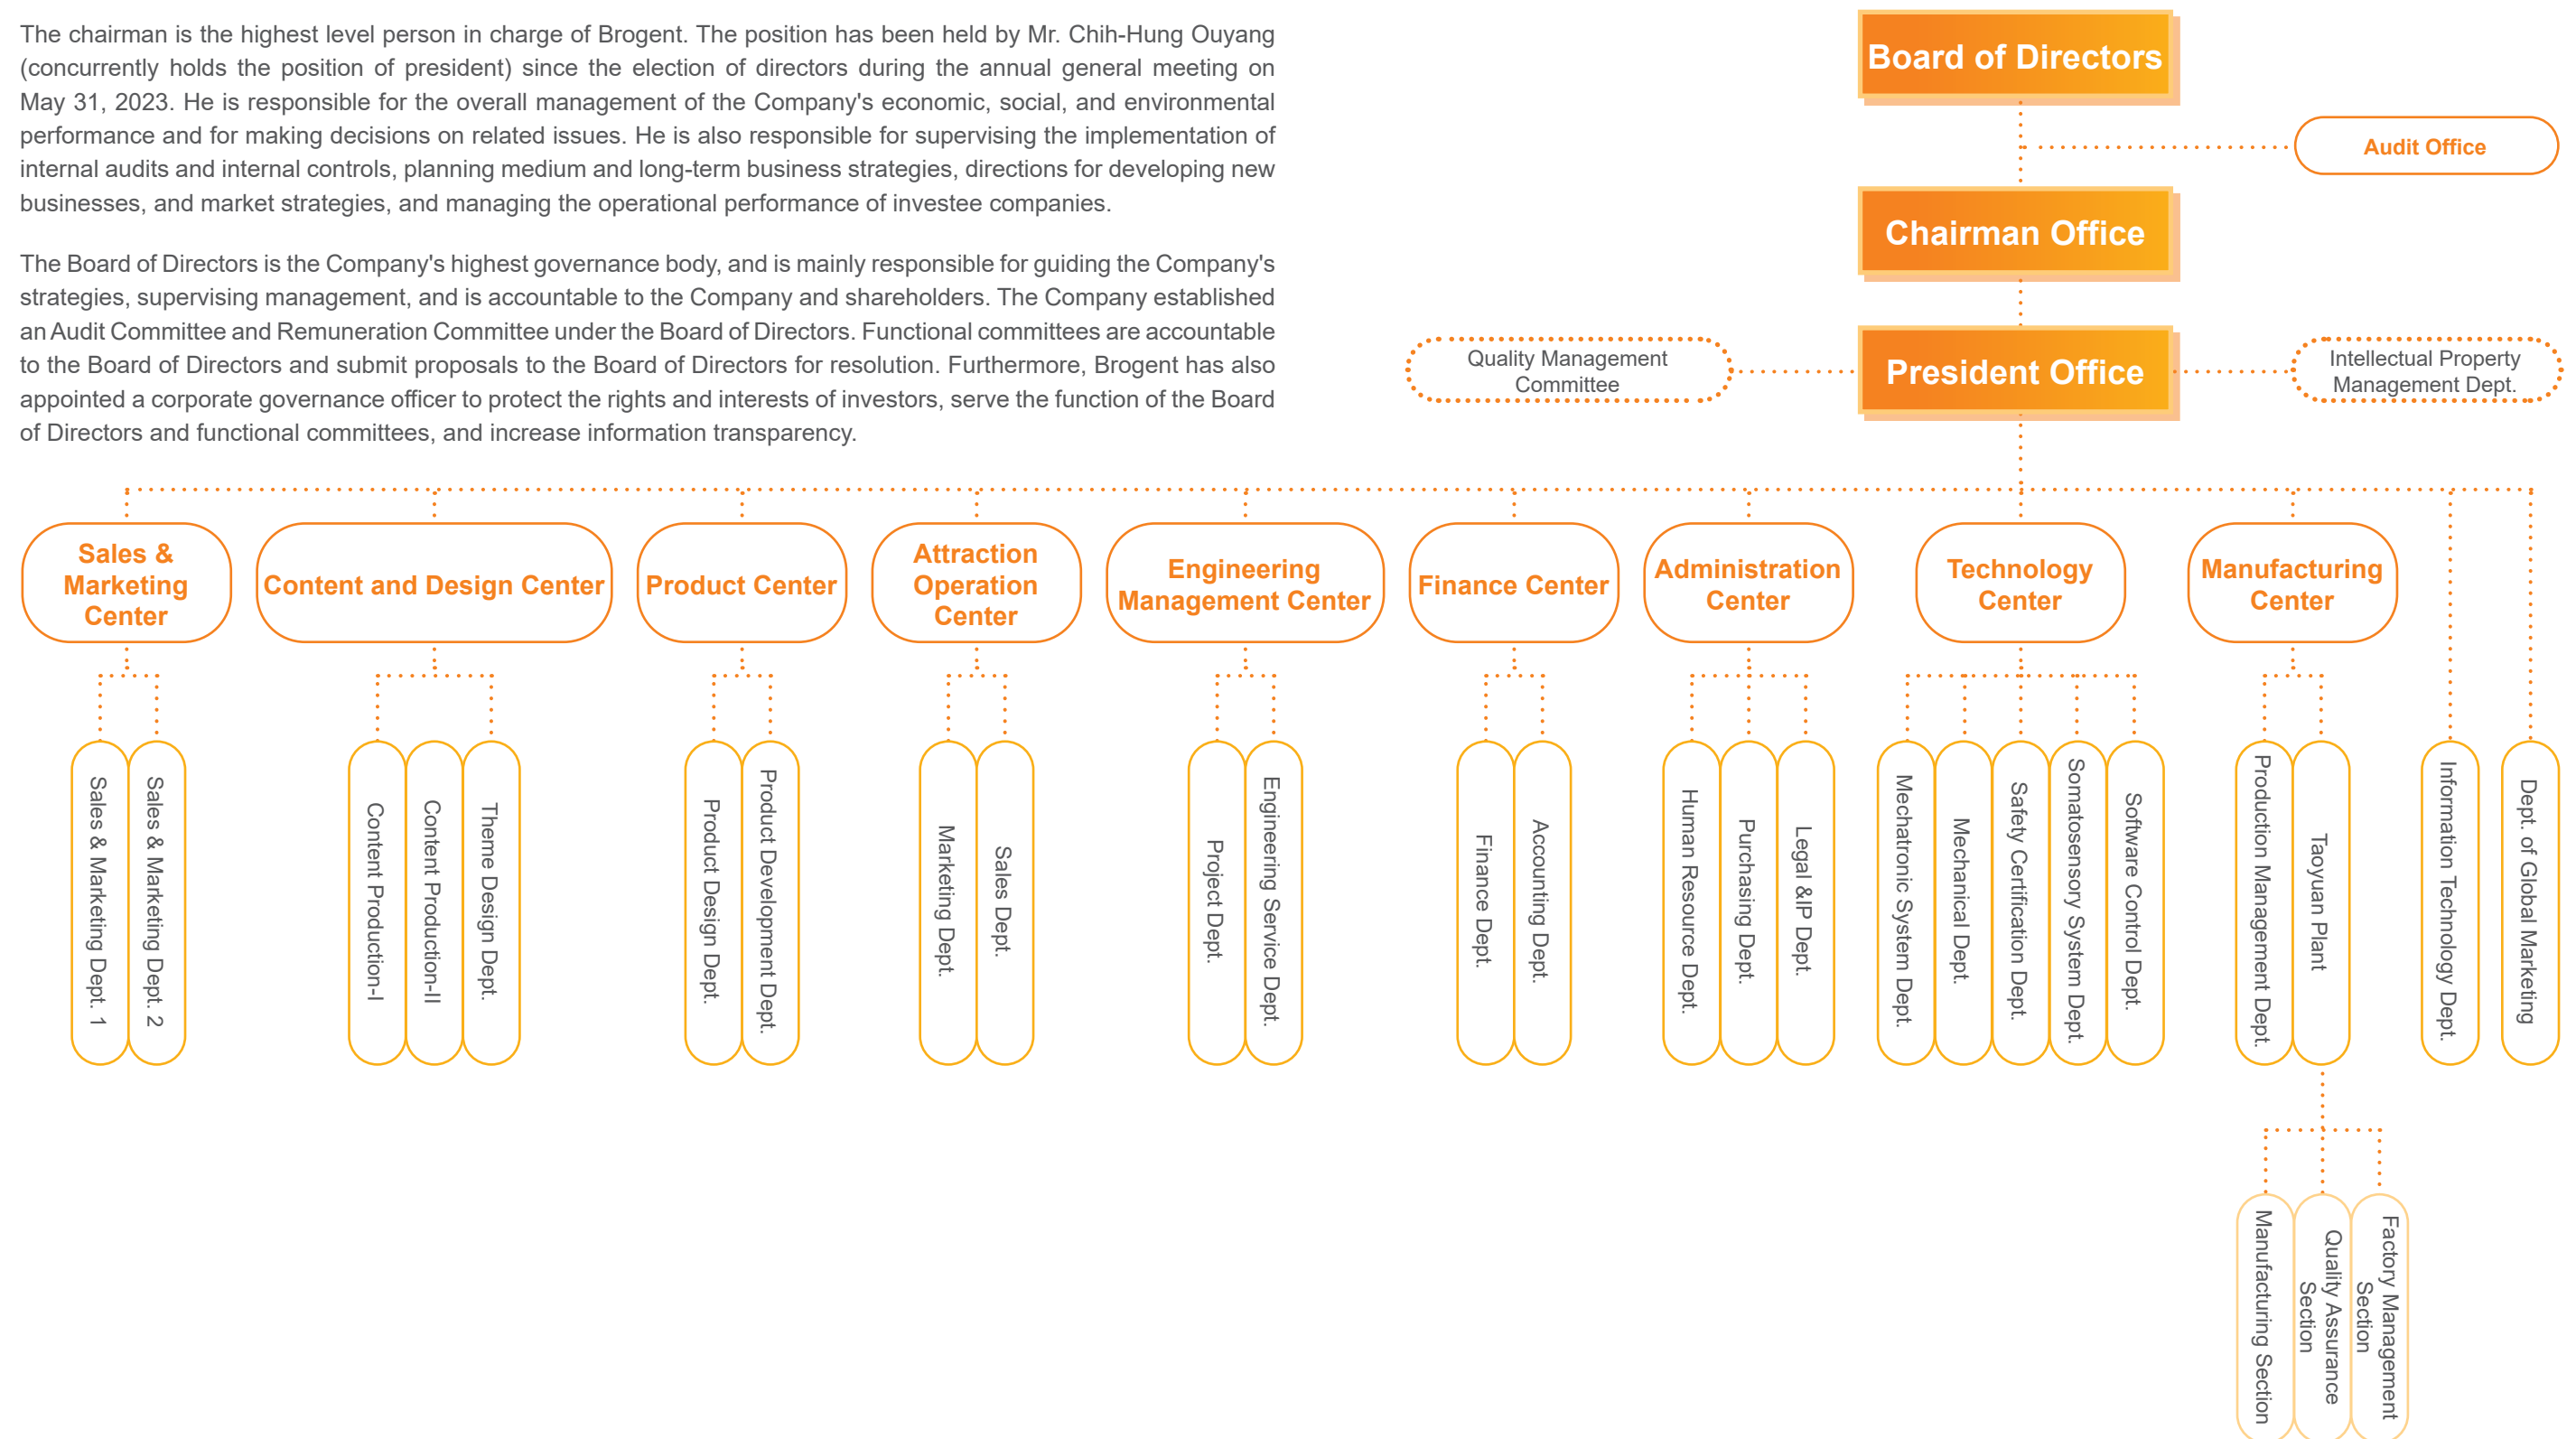 The chairman is the highest level person in charge of Brogent. The position has been held by Mr. Chih-Hung Ouyang
(concurrently holds the position of president) since the election of directors during the annual general meeting on
May 31, 2023. He is responsible for the overall management of the Company's economic, social, and environmental
performance and for making decisions on related issues. He is also responsible for supervising the implementation of
internal audits and internal controls, planning medium and long-term business strategies, directions for developing new
businesses, and market strategies, and managing the operational performance of investee companies.
The Board of Directors is the Company's highest governance body, and is mainly responsible for guiding the Company's
strategies, supervising management, and is accountable to the Company and shareholders. The Company established
an Audit Committee and Remuneration Committee under the Board of Directors. Functional committees are accountable
to the Board of Directors and submit proposals to the Board of Directors for resolution. Furthermore, Brogent has also
appointed a corporate governance officer to protect the rights and interests of investors, serve the function of the Board
of Directors and functional committees, and increase information transparency.
Board of Directors
Audit Office
Chairman Office
Quality Management
Committee
President Office
Intellectual Property
Management Dept.
Sales &
Marketing
Center
Content and Design Center
Product Center
Attraction
Operation
Center
Engineering
Management Center
Finance Center
Administration
Center
Technology
Center
Manufacturing
Center
Sales & Marketing Dept. 1
Sales & Marketing Dept. 2
Content Production-I
Content Production-II
Theme Design Dept.
Product Design Dept.
Product Development Dept.
Marketing Dept.
Sales Dept.
Project Dept.
Engineering Service Dept.
Finance Dept.
Accounting Dept.
Human Resource Dept.
Purchasing Dept.
Legal &IP Dept.
Mechatronic System Dept.
Mechanical Dept.
Safety Certification Dept.
Somatosensory System Dept.
Software Control Dept.
Production Management Dept.
Taoyuan Plant
Information Technology Dept.
Dept. of Global Marketing
Manufacturing Section
Quality Assurance
Section
Factory Management
Section